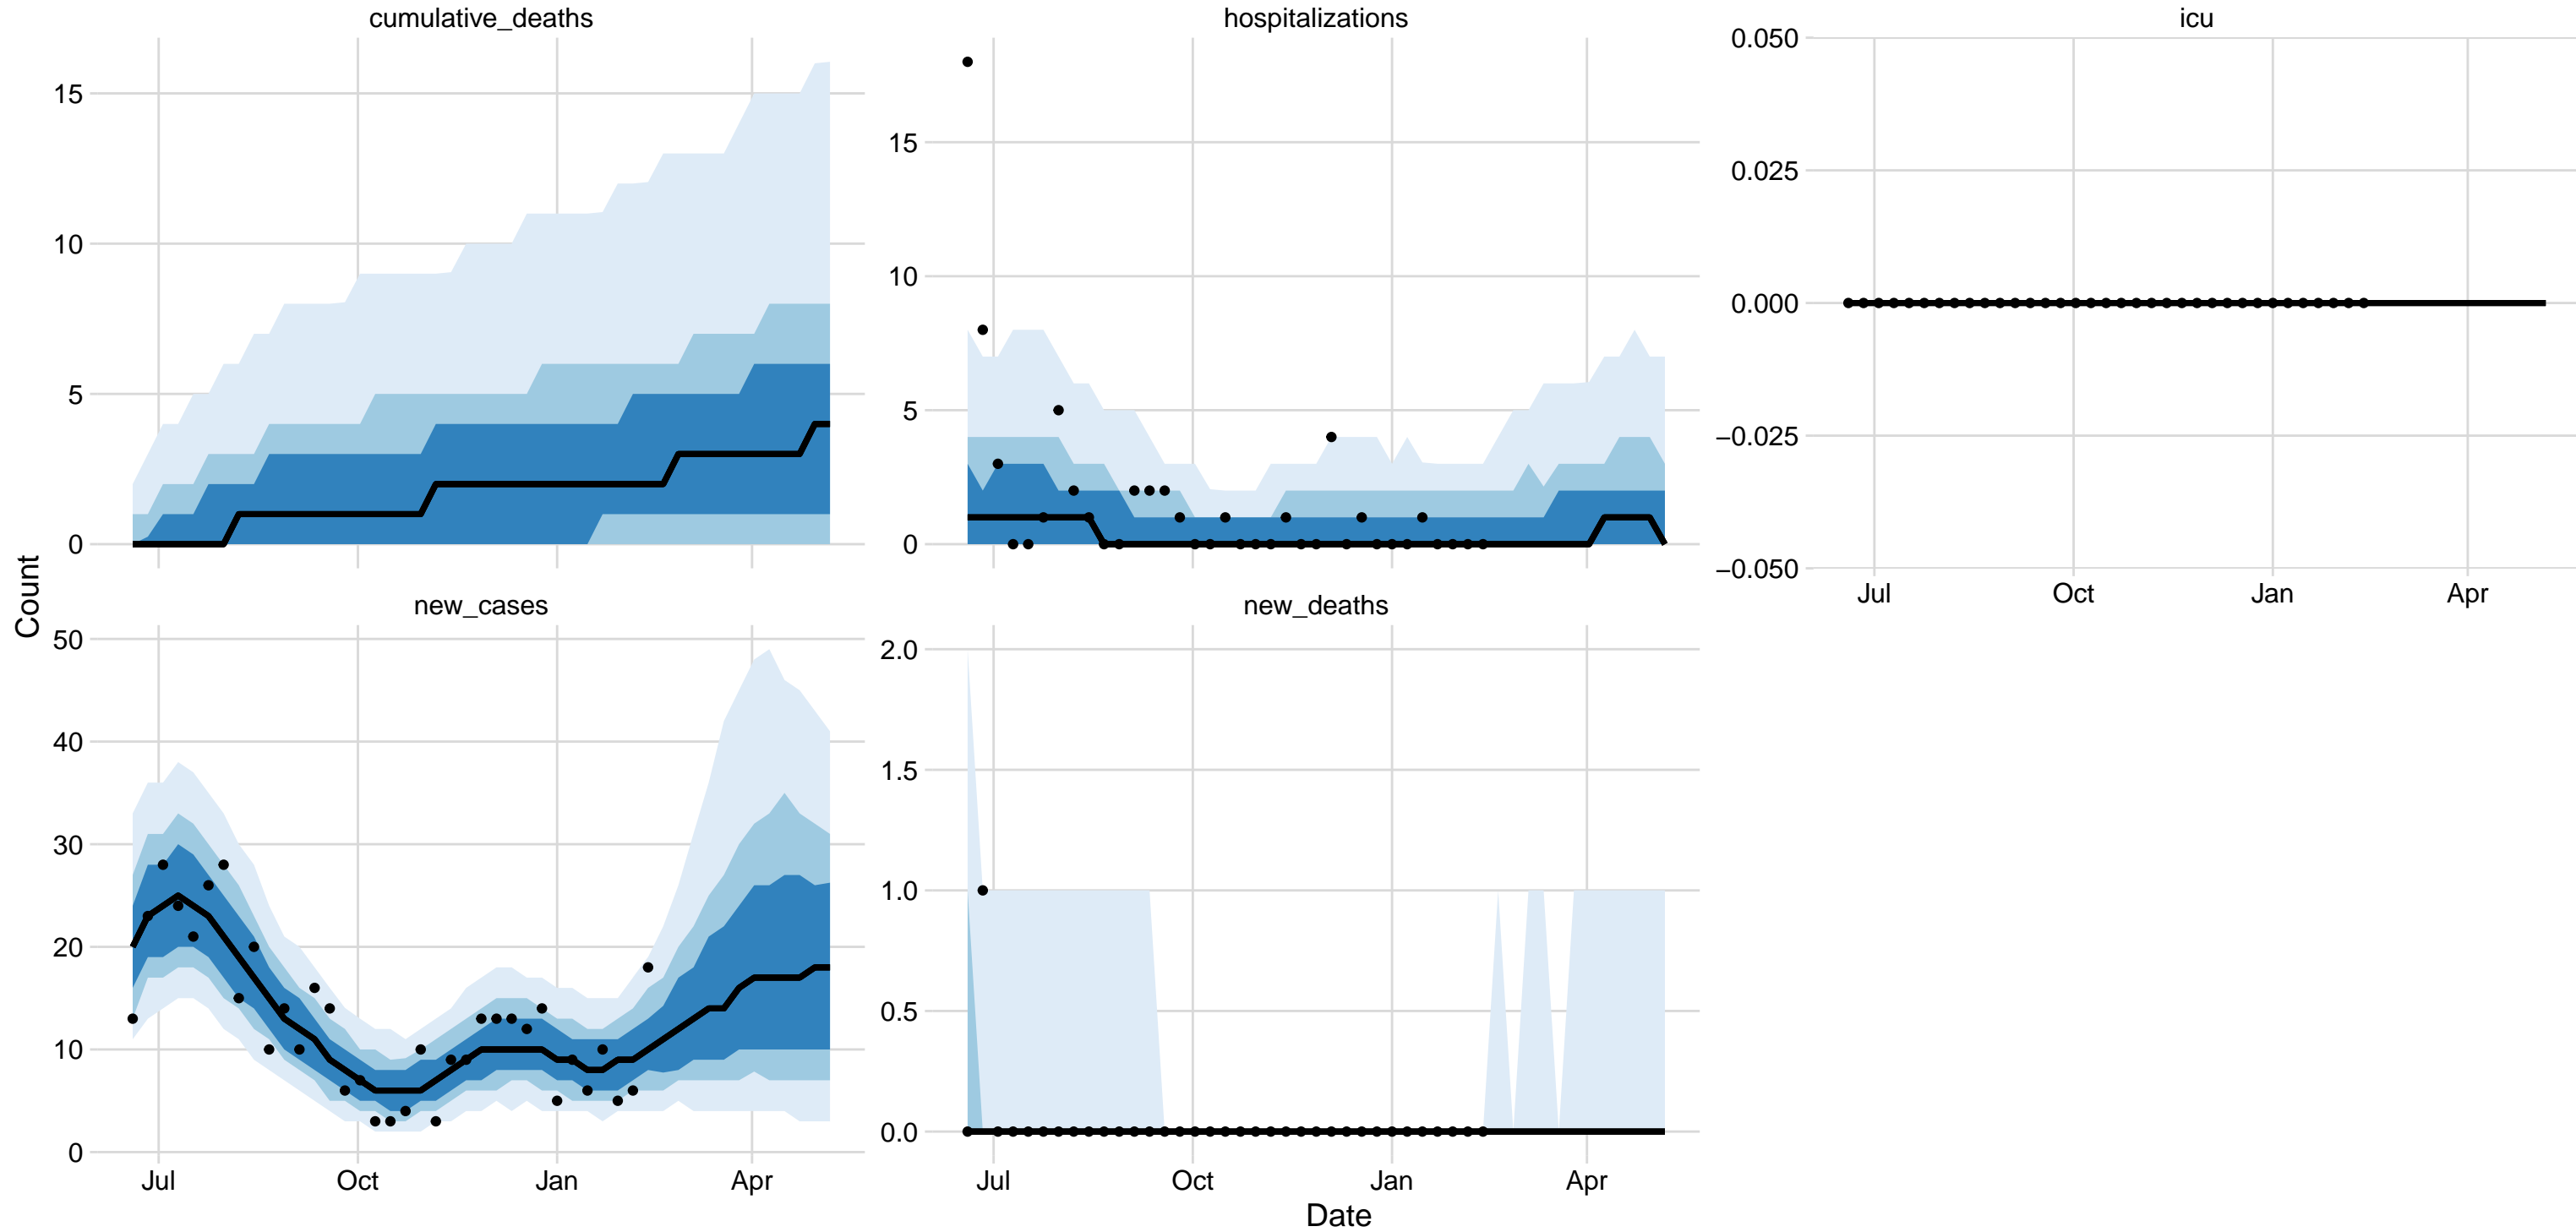 cumulative_deaths
hospitalizations
icu
15
10
5
0
15
10
5
0
0.050
0.025
0.000
−0.025
−0.050
Jul Oct Jan Apr
Count
new_cases
new_deaths
50
40
30
20
10
0
2.0
1.5
1.0
0.5
0.0
Jul Oct Jan Apr
Jul Oct Jan Apr
Date